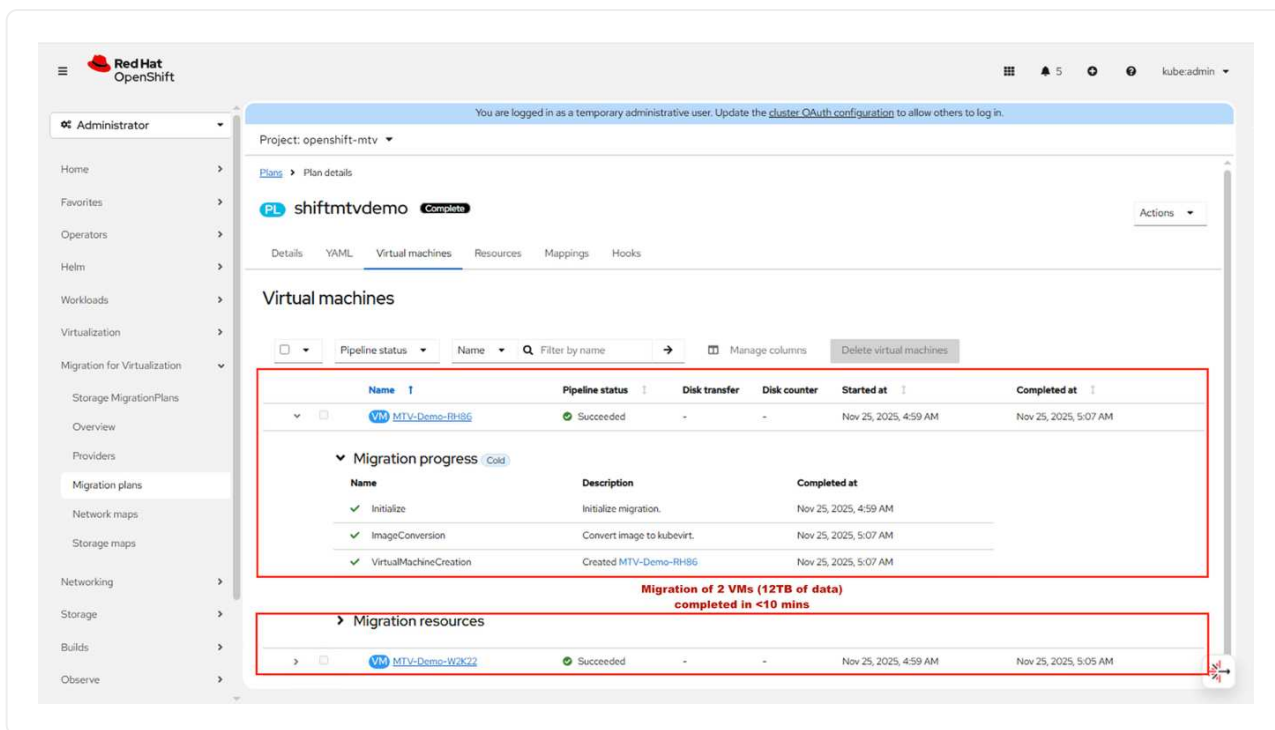 Red Hat
OpenShift
5
kube:admin
You are logged in as a temporary administrative user. Update the cluster OAuth configuration to allow others to log in.
Administrator
Project: openshift-mtv
Home
Favorites
Operators
Helm
Workloads
Virtualization
Migration for Virtualization
Storage MigrationPlans
Overview
Providers
Migration plans
Network maps
Storage maps
Networking
Storage
Builds
Observe
Plans > Plan details
PL shiftmtvdemo Complete
Actions
Details YAML Virtual machines Resources Mappings Hooks
Virtual machines
Pipeline status Name Filter by name Manage columns Delete virtual machines
Name Pipeline status Disk transfer Disk counter Started at Completed at
VM MTV-Demo-RH86 Succeeded - - Nov 25, 2025, 4:59 AM Nov 25, 2025, 5:07 AM
Migration progress Cold
Name Description Completed at
Initialize Initialize migration. Nov 25, 2025, 4:59 AM
ImageConversion Convert image to kubevirt. Nov 25, 2025, 5:07 AM
VirtualMachineCreation Created MTV-Demo-RH86 Nov 25, 2025, 5:07 AM
Migration of 2 VMs (12TB of data)
completed in <10 mins
Migration resources
VM MTV-Demo-W2K22 Succeeded - - Nov 25, 2025, 4:59 AM Nov 25, 2025, 5:05 AM